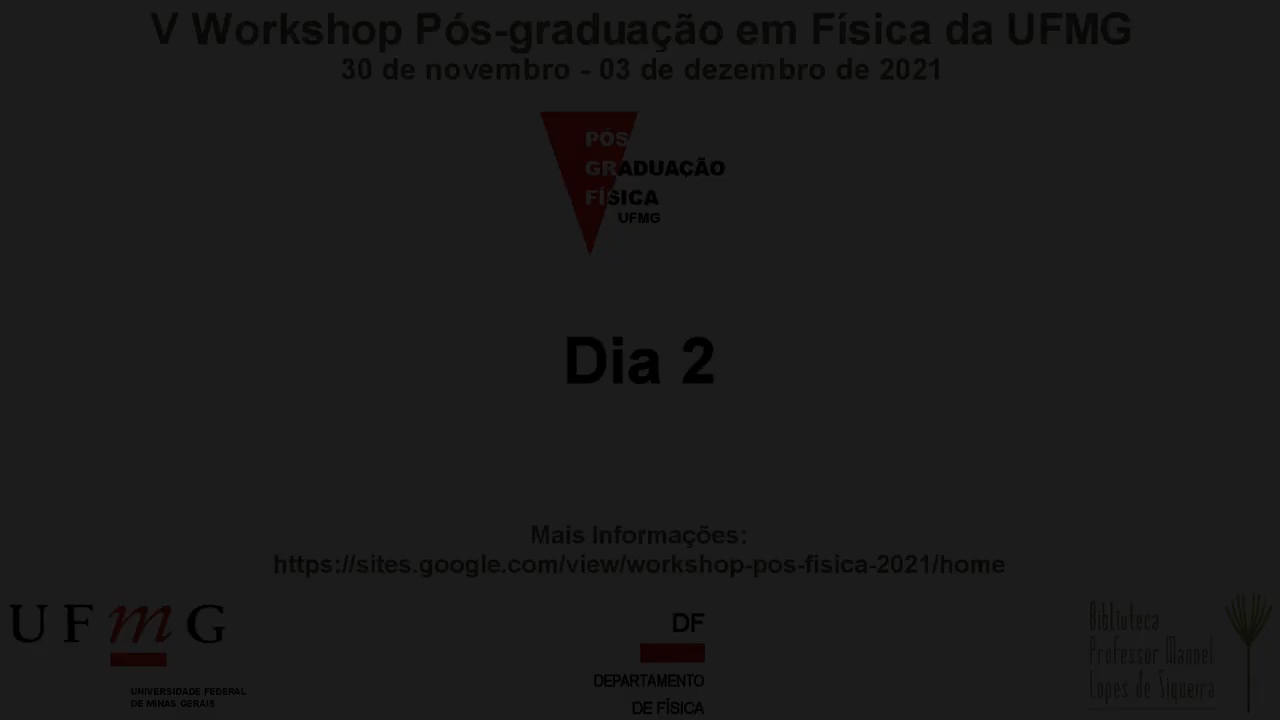 V Workshop Pós-graduação em Física da UFMG
30 de novembro - 03 de dezembro de 2021
PÓS
GRADUAÇÃO
FÍSICA
UFMG
Dia 2
Mais Informações:
https://sites.google.com/view/workshop-pos-fisica-2021/home
UFmG
UNIVERSIDADE FEDERAL
DE MINAS GERAIS
DF
DEPARTAMENTO
DE FÍSICA
Biblioteca
Professor Manoel
Lopes de Siqueira